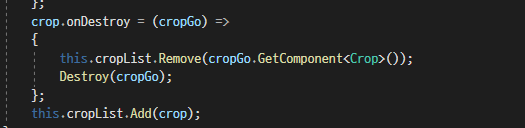 };
crop.onDestroy = (cropGo) =>
{
this.cropList.Remove(cropGo.GetComponent<Crop>());
Destroy(cropGo);
};
this.cropList.Add(crop);